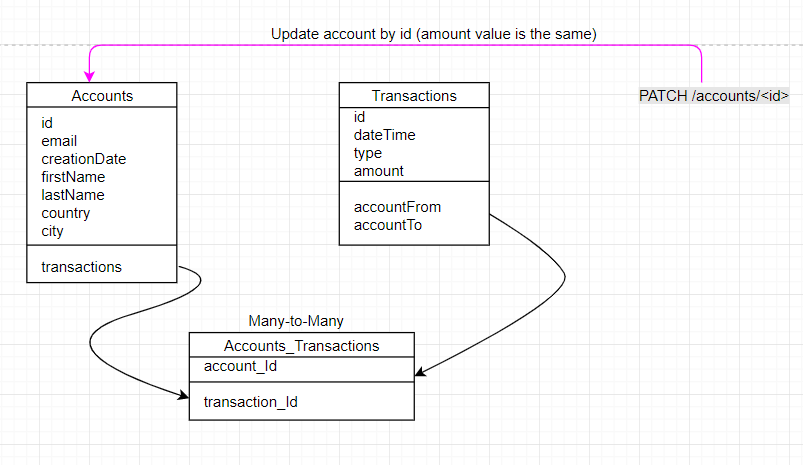 Update account by id (amount value is the same)
Accounts
id
email
creationDate
firstName
lastName
country
city
transactions
Transactions
id
dateTime
type
amount
accountFrom
accountTo
PATCH /accounts/<id>
Many-to-Many
Accounts_Transactions
account_Id
transaction_Id